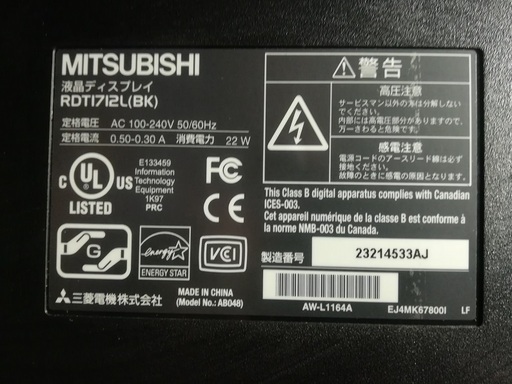 MITSUBISHI
液晶ディスプレイ
RDT1712L(BK)
定格電圧 AC 100-240V 50/60Hz
定格電流 0.50-0.30 A 消費電力 22 W
C UL US
LISTED
E133459
Information
Technology
Equipment
1K97
PRC
FC
CE
G
energy
ENERGY STAR
VCI
三菱電機株式会社
MADE IN CHINA
(Model No.: AB048)
警告
高圧注意
サービスマン以外の方は分解しない
でください。
内部には高電圧部分がありますので、
万一さわると危険です。
感電注意
電源コードのアースリード線は必ず
接地してください。
故障のときに感電の原因となります。
This Class B digital apparatus complies with Canadian
ICES-003.
Cet appareil numérique de la classe B est conforme à
la norme NMB-003 du Canada.
製造番号 23214533AJ
AW-L1164A EJ4MK67800I LF